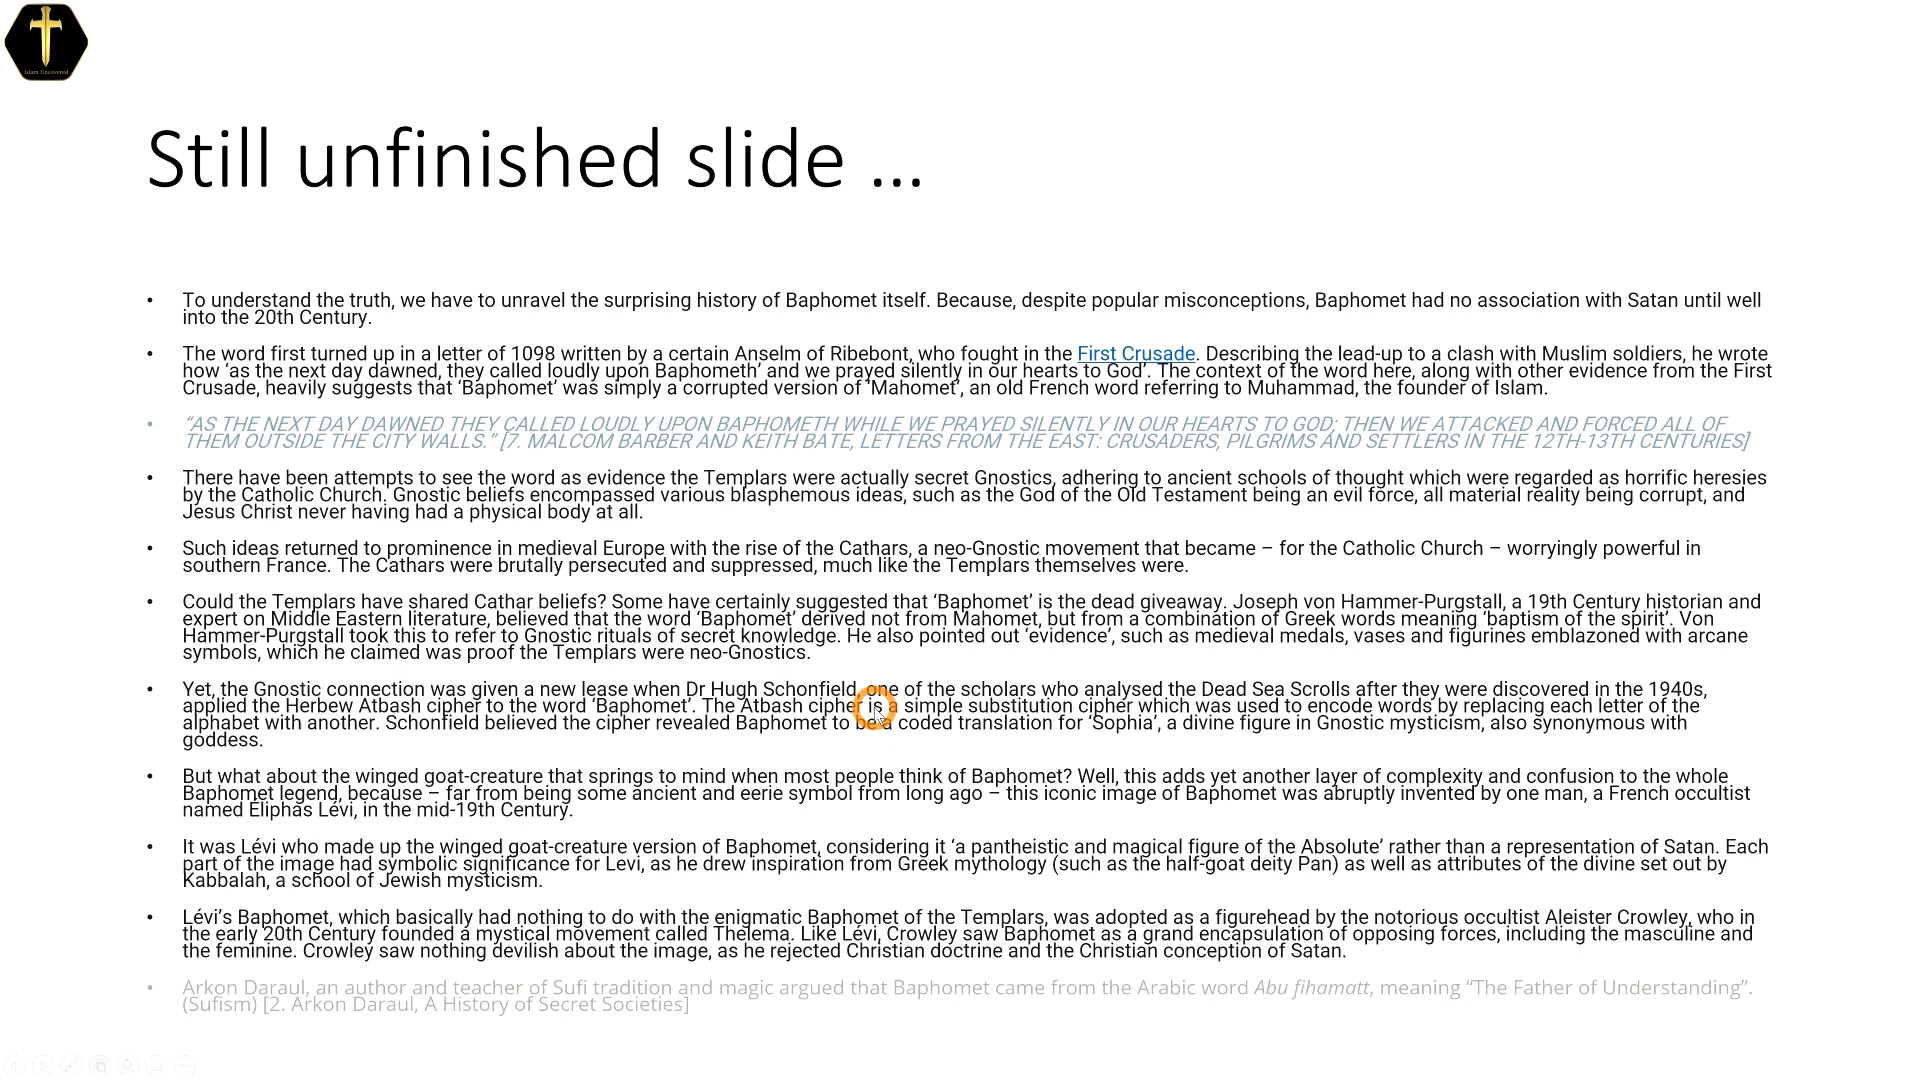 Islam Uncovered
Still unfinished slide ...
• To understand the truth, we have to unravel the surprising history of Baphomet itself. Because, despite popular misconceptions, Baphomet had no association with Satan until well
into the 20th Century.
• The word first turned up in a letter of 1098 written by a certain Anselm of Ribebont, who fought in the First Crusade. Describing the lead-up to a clash with Muslim soldiers, he wrote
how ‘as the next day dawned, they called loudly upon Baphometh’ and we prayed silently in our hearts to God’. The context of the word here, along with other evidence from the First
Crusade, heavily suggests that ‘Baphomet’ was simply a corrupted version of ‘Mahomet’, an old French word referring to Muhammad, the founder of Islam.
• “AS THE NEXT DAY DAWNED THEY CALLED LOUDLY UPON BAPHOMETH WHILE WE PRAYED SILENTLY IN OUR HEARTS TO GOD; THEN WE ATTACKED AND FORCED ALL OF
THEM OUTSIDE THE CITY WALLS.” [7. MALCOM BARBER AND KEITH BATE, LETTERS FROM THE EAST: CRUSADERS, PILGRIMS AND SETTLERS IN THE 12TH-13TH CENTURIES]
• There have been attempts to see the word as evidence the Templars were actually secret Gnostics, adhering to ancient schools of thought which were regarded as horrific heresies
by the Catholic Church. Gnostic beliefs encompassed various blasphemous ideas, such as the God of the Old Testament being an evil force, all material reality being corrupt, and
Jesus Christ never having had a physical body at all.
• Such ideas returned to prominence in medieval Europe with the rise of the Cathars, a neo-Gnostic movement that became – for the Catholic Church – worryingly powerful in
southern France. The Cathars were brutally persecuted and suppressed, much like the Templars themselves were.
• Could the Templars have shared Cathar beliefs? Some have certainly suggested that ‘Baphomet’ is the dead giveaway. Joseph von Hammer-Purgstall, a 19th Century historian and
expert on Middle Eastern literature, believed that the word ‘Baphomet’ derived not from Mahomet, but from a combination of Greek words meaning ‘baptism of the spirit’. Von
Hammer-Purgstall took this to refer to Gnostic rituals of secret knowledge. He also pointed out ‘evidence’, such as medieval medals, vases and figurines emblazoned with arcane
symbols, which he claimed was proof the Templars were neo-Gnostics.
• Yet, the Gnostic connection was given a new lease when Dr Hugh Schonfield, one of the scholars who analysed the Dead Sea Scrolls after they were discovered in the 1940s,
applied the Herbew Atbash cipher to the word ‘Baphomet’. The Atbash cipher is a simple substitution cipher which was used to encode words by replacing each letter of the
alphabet with another. Schonfield believed the cipher revealed Baphomet to be a coded translation for ‘Sophia’, a divine figure in Gnostic mysticism, also synonymous with
goddess.
• But what about the winged goat-creature that springs to mind when most people think of Baphomet? Well, this adds yet another layer of complexity and confusion to the whole
Baphomet legend, because – far from being some ancient and eerie symbol from long ago – this iconic image of Baphomet was abruptly invented by one man, a French occultist
named Éliphas Lévi, in the mid-19th Century.
• It was Lévi who made up the winged goat-creature version of Baphomet, considering it ‘a pantheistic and magical figure of the Absolute’ rather than a representation of Satan. Each
part of the image had symbolic significance for Levi, as he drew inspiration from Greek mythology (such as the half-goat deity Pan) as well as attributes of the divine set out by
Kabbalah, a school of Jewish mysticism.
• Lévi’s Baphomet, which basically had nothing to do with the enigmatic Baphomet of the Templars, was adopted as a figurehead by the notorious occultist Aleister Crowley, who in
the early 20th Century founded a mystical movement called Thelema. Like Lévi, Crowley saw Baphomet as a grand encapsulation of opposing forces, including the masculine and
the feminine. Crowley saw nothing devilish about the image, as he rejected Christian doctrine and the Christian conception of Satan.
• Arkon Daraul, an author and teacher of Sufi tradition and magic argued that Baphomet came from the Arabic word Abu fihamatt, meaning “The Father of Understanding”.
(Sufism) [2. Arkon Daraul, A History of Secret Societies]